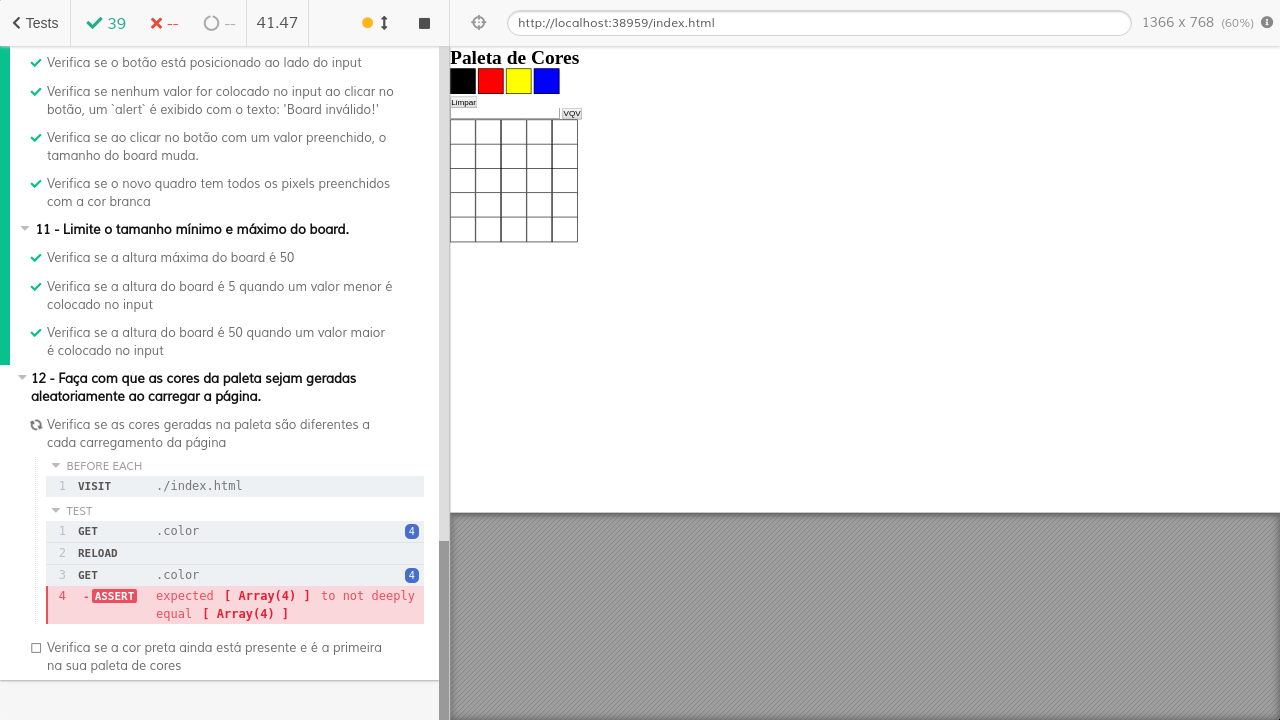 Tests
39
--
--
41.47
http://localhost:38959/index.html
1366 x 768 (60%)
Verifica se o botão está posicionado ao lado do input
Verifica se nenhum valor for colocado no input ao clicar no
botão, um `alert` é exibido com o texto: 'Board inválido!'
Verifica se ao clicar no botão com um valor preenchido, o
tamanho do board muda.
Verifica se o novo quadro tem todos os pixels preenchidos
com a cor branca
11 - Limite o tamanho mínimo e máximo do board.
Verifica se a altura máxima do board é 50
Verifica se a altura do board é 5 quando um valor menor é
colocado no input
Verifica se a altura do board é 50 quando um valor maior
é colocado no input
12 - Faça com que as cores da paleta sejam geradas
aleatoriamente ao carregar a página.
Verifica se as cores geradas na paleta são diferentes a
cada carregamento da página
BEFORE EACH
1 VISIT ./index.html
TEST
1 GET .color 4
2 RELOAD
3 GET .color 4
4 -ASSERT expected [ Array(4) ] to not deeply
equal [ Array(4) ]
Verifica se a cor preta ainda está presente e é a primeira
na sua paleta de cores
Paleta de Cores
Limpar
VQV